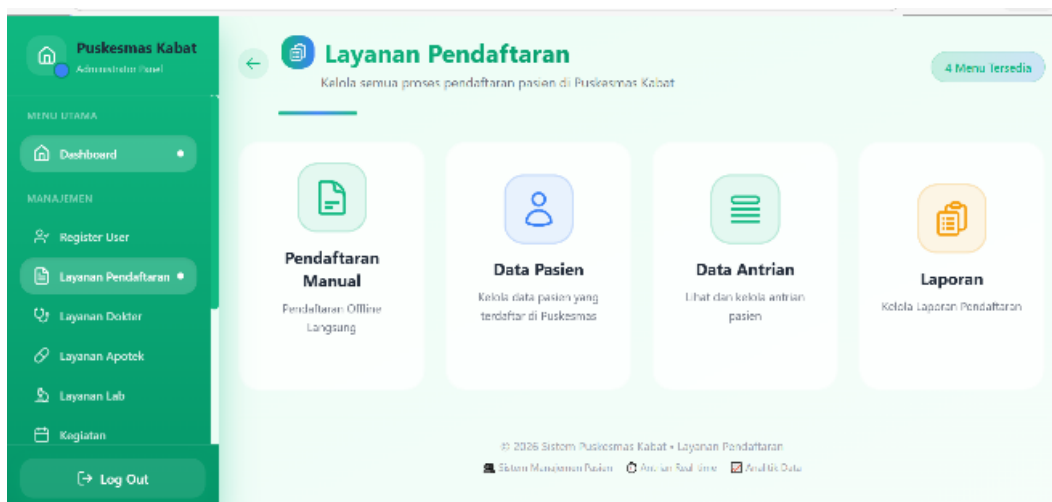 Puskesmas Kabat
Administrator Panel
MENU UTAMA
Dashboard
MANAJEMEN
Register User
Layanan Pendaftaran
Layanan Dokter
Layanan Apotek
Layanan Lab
Kegiatan
Log Out
Layanan Pendaftaran
Kelola semua proses pendaftaran pasien di Puskesmas Kabat
4 Menu Tersedia
Pendaftaran
Manual
Pendaftaran Offline
Langsung
Data Pasien
Kelola data pasien yang
terdaftar di Puskesmas
Data Antrian
Lihat dan kelola antrian
pasien
Laporan
Kelola Laporan Pendaftaran
© 2026 Sistem Puskesmas Kabat • Layanan Pendaftaran
Sistem Manajemen Pasien Antrian Real-time Analitik Data